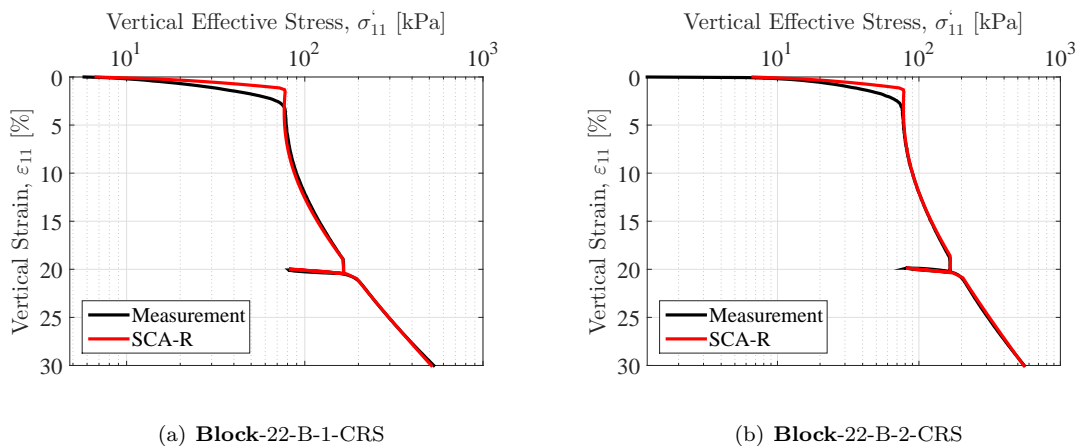 Vertical Effective Stress, σ‘11 [kPa]
10^1 10^2 10^3
Vertical Strain, ε11 [%]
0
5
10
15
20
25
30
Measurement
SCA-R
(a) Block-22-B-1-CRS
Vertical Effective Stress, σ‘11 [kPa]
10^1 10^2 10^3
Vertical Strain, ε11 [%]
0
5
10
15
20
25
30
Measurement
SCA-R
(b) Block-22-B-2-CRS